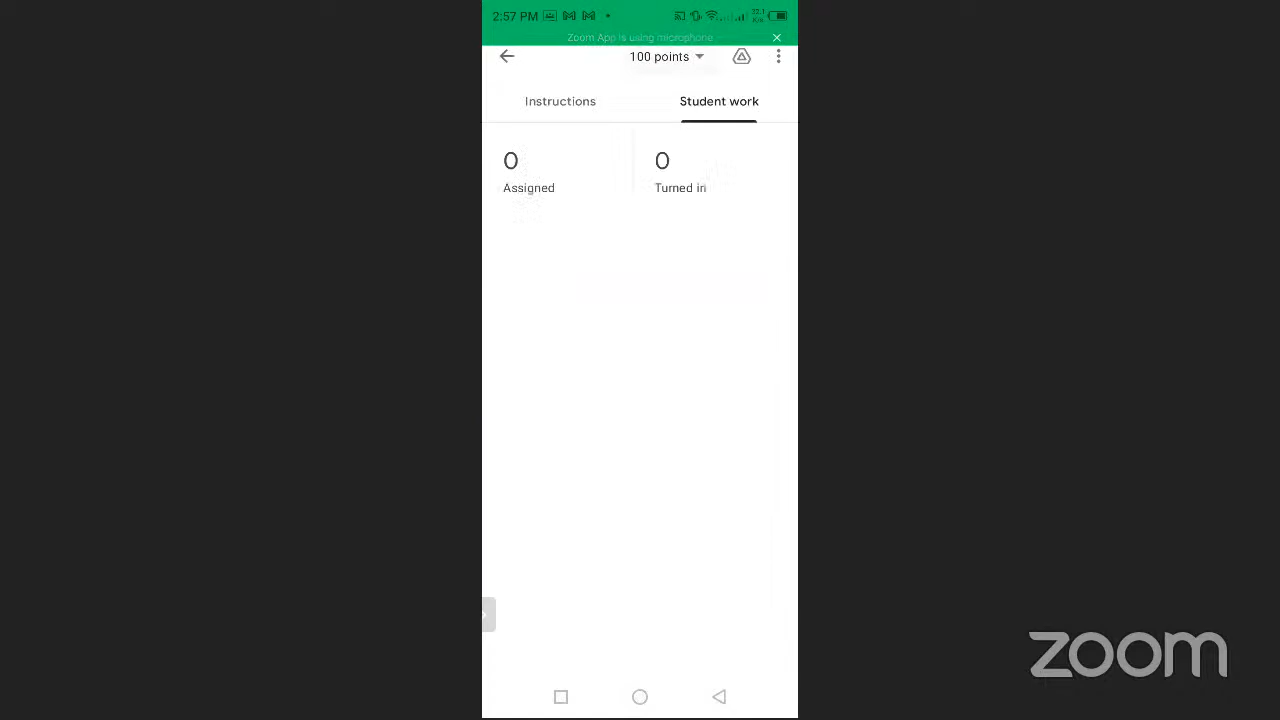 2:57 PM
Zoom App is using microphone
100 points
Instructions
Student work
0
0
Assigned
Turned in
zoom